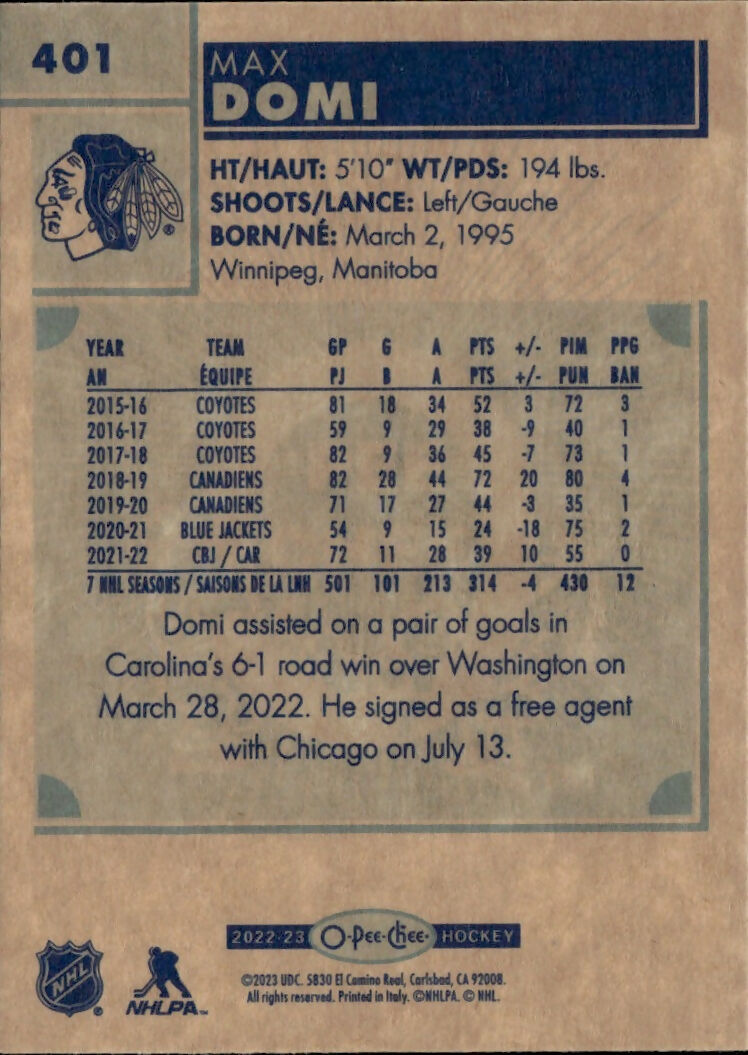 401
MAX
DOMI
HT/HAUT: 5'10" WT/PDS: 194 lbs.
SHOOTS/LANCE: Left/Gauche
BORN/NÉ: March 2, 1995
Winnipeg, Manitoba
YEAR TEAM GP G A PTS +/- PIM PPG
AN ÉQUIPE PJ B A PTS +/- PUN BAN
2015-16 COYOTES 81 18 34 52 3 72 3
2016-17 COYOTES 59 9 29 38 -9 40 1
2017-18 COYOTES 82 9 36 45 -7 73 1
2018-19 CANADIENS 82 28 44 72 20 80 4
2019-20 CANADIENS 71 17 27 44 -3 35 1
2020-21 BLUE JACKETS 54 9 15 24 -18 75 2
2021-22 CBJ / CAR 72 11 28 39 10 55 0
7 NHL SEASONS / SAISONS DE LA LNH 501 101 213 314 -4 430 12
Domi assisted on a pair of goals in
Carolina's 6-1 road win over Washington on
March 28, 2022. He signed as a free agent
with Chicago on July 13.
2022-23 O-Pee-Chee HOCKEY
NHL ® NHLPA™
©2023 UDC. 5830 El Camino Real, Carlsbad, CA 92008.
All rights reserved. Printed in Italy. ©NHLPA. © NHL.